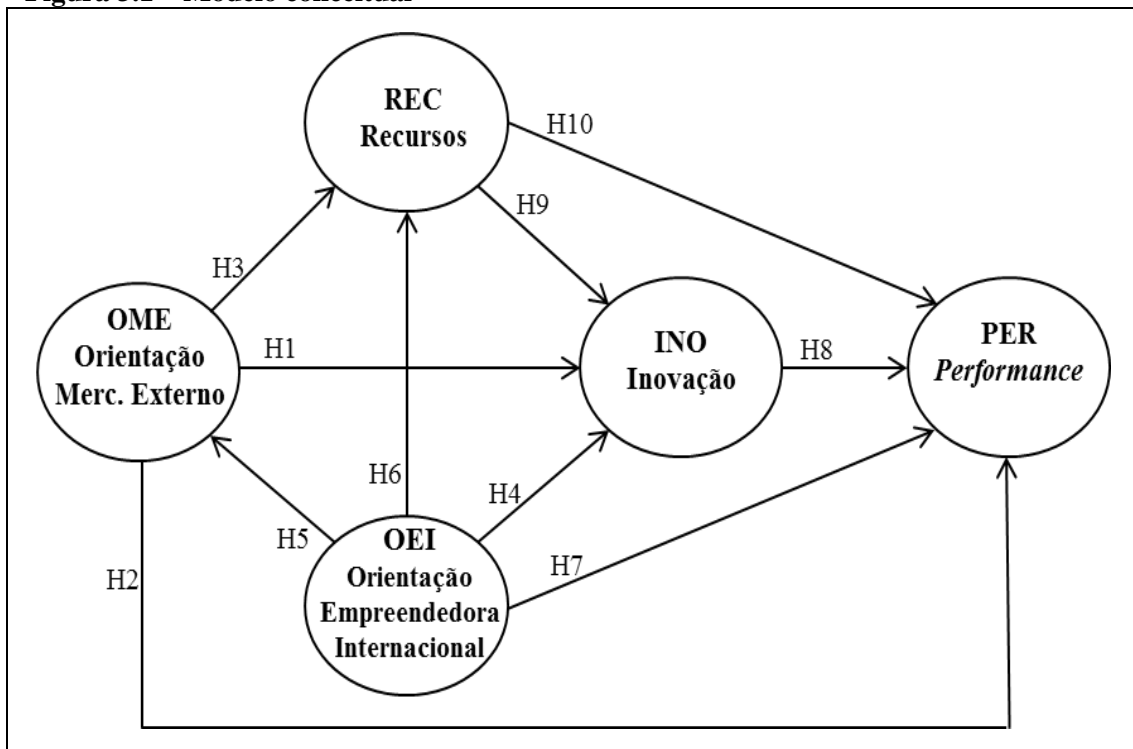 Figura 3.1 – Modelo conceitual
REC
Recursos
H10
H9
H3
OME
Orientação
Merc. Externo
H1
INO
Inovação
H8
PER
Performance
H6
H4
H5
OEI
Orientação
Empreendedora
Internacional
H7
H2